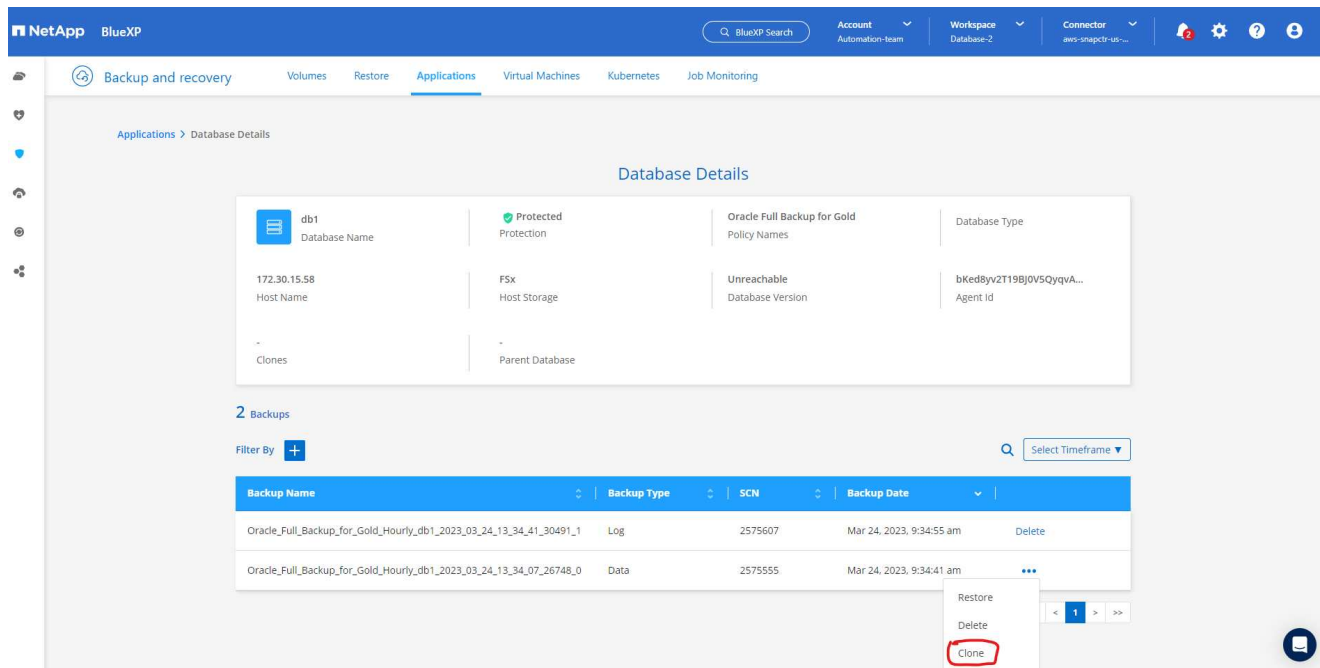 NetApp BlueXP
BlueXP Search
Account
Automation-team
Workspace
Database-2
Connector
aws-snapctr-us-...
2
Backup and recovery
Volumes Restore Applications Virtual Machines Kubernetes Job Monitoring
Applications > Database Details
Database Details
db1
Database Name
Protected
Protection
Oracle Full Backup for Gold
Policy Names
Database Type
172.30.15.58
Host Name
FSx
Host Storage
Unreachable
Database Version
bKed8yv2T19BJ0V5QyqvA...
Agent Id
-
Clones
-
Parent Database
2 Backups
Filter By +
Select Timeframe
Backup Name Backup Type SCN Backup Date
Oracle_Full_Backup_for_Gold_Hourly_db1_2023_03_24_13_34_41_30491_1 Log 2575607 Mar 24, 2023, 9:34:55 am Delete
Oracle_Full_Backup_for_Gold_Hourly_db1_2023_03_24_13_34_07_26748_0 Data 2575555 Mar 24, 2023, 9:34:41 am •••
Restore
< 1 > >>
Delete
Clone